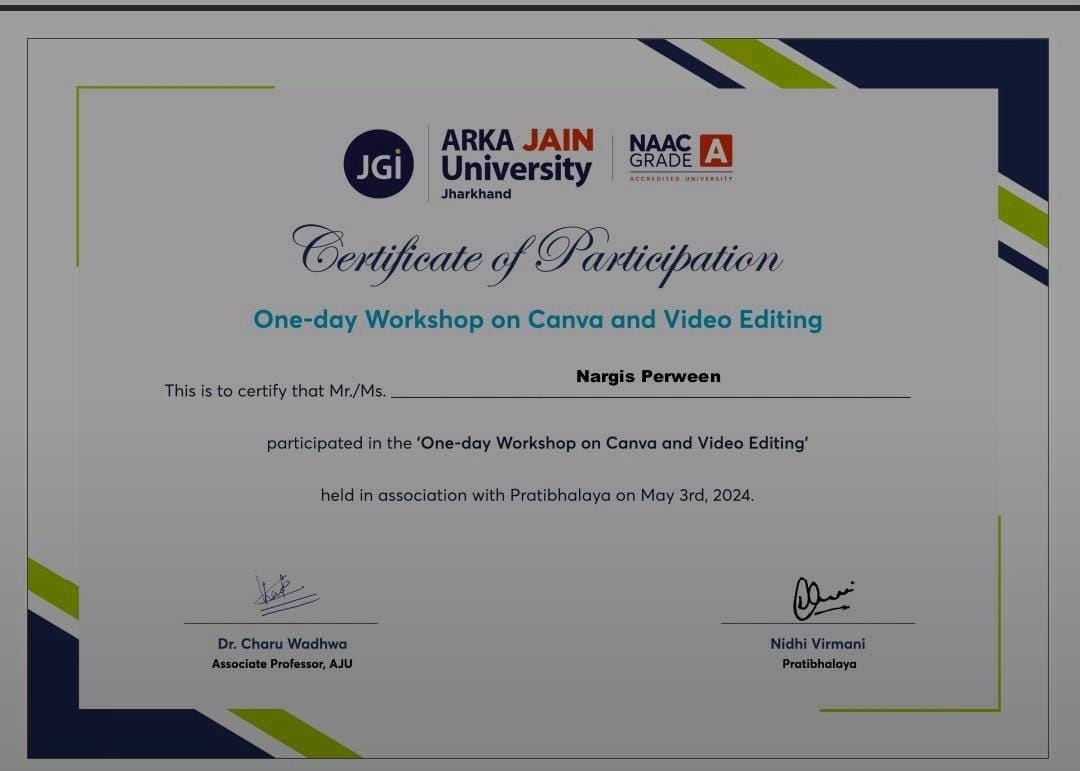 JGi
ARKA JAIN
University
Jharkhand
NAAC
GRADE A
ACCREDITED UNIVERSITY
Certificate of Participation
One-day Workshop on Canva and Video Editing
This is to certify that Mr./Ms. Nargis Perween
participated in the 'One-day Workshop on Canva and Video Editing'
held in association with Pratibhalaya on May 3rd, 2024.
Dr. Charu Wadhwa
Associate Professor, AJU
Nidhi Virmani
Pratibhalaya